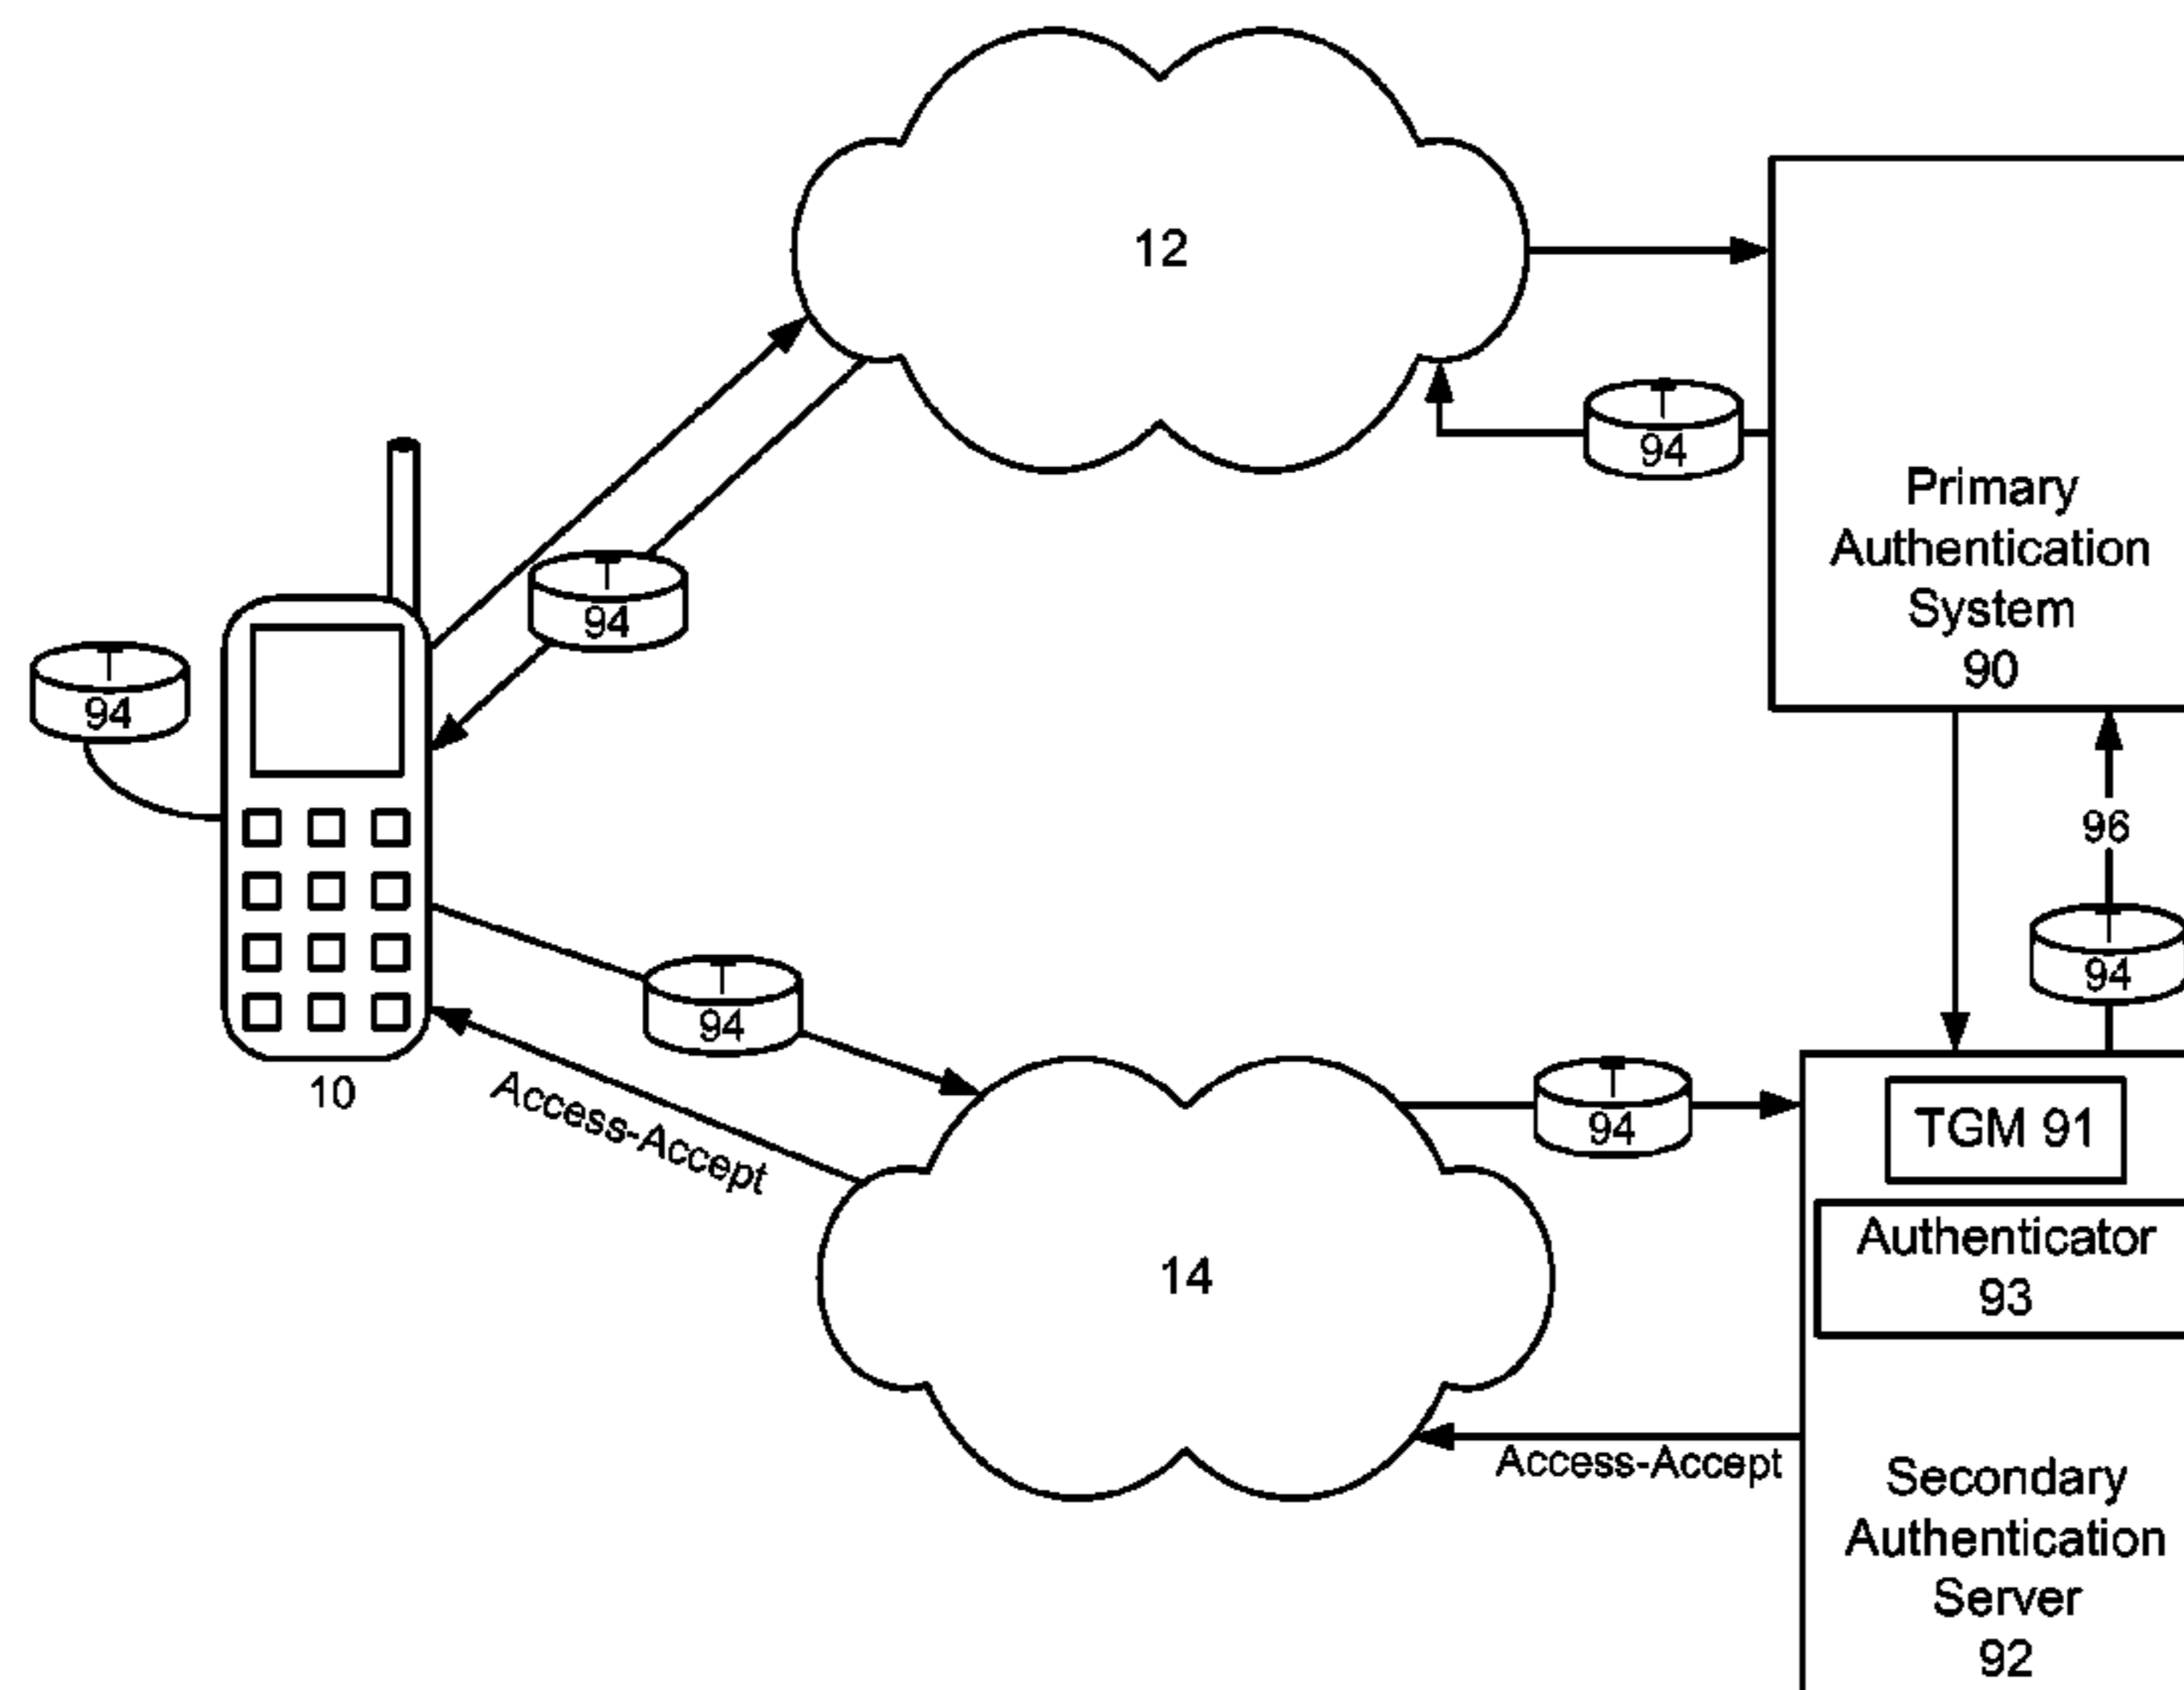 12
T
94
Primary
Authentication
System
90
T
94
T
94
96
T
94
10
T
94
Access-Accept
T
94
TGM 91
Authenticator
93
14
Access-Accept
Secondary
Authentication
Server
92